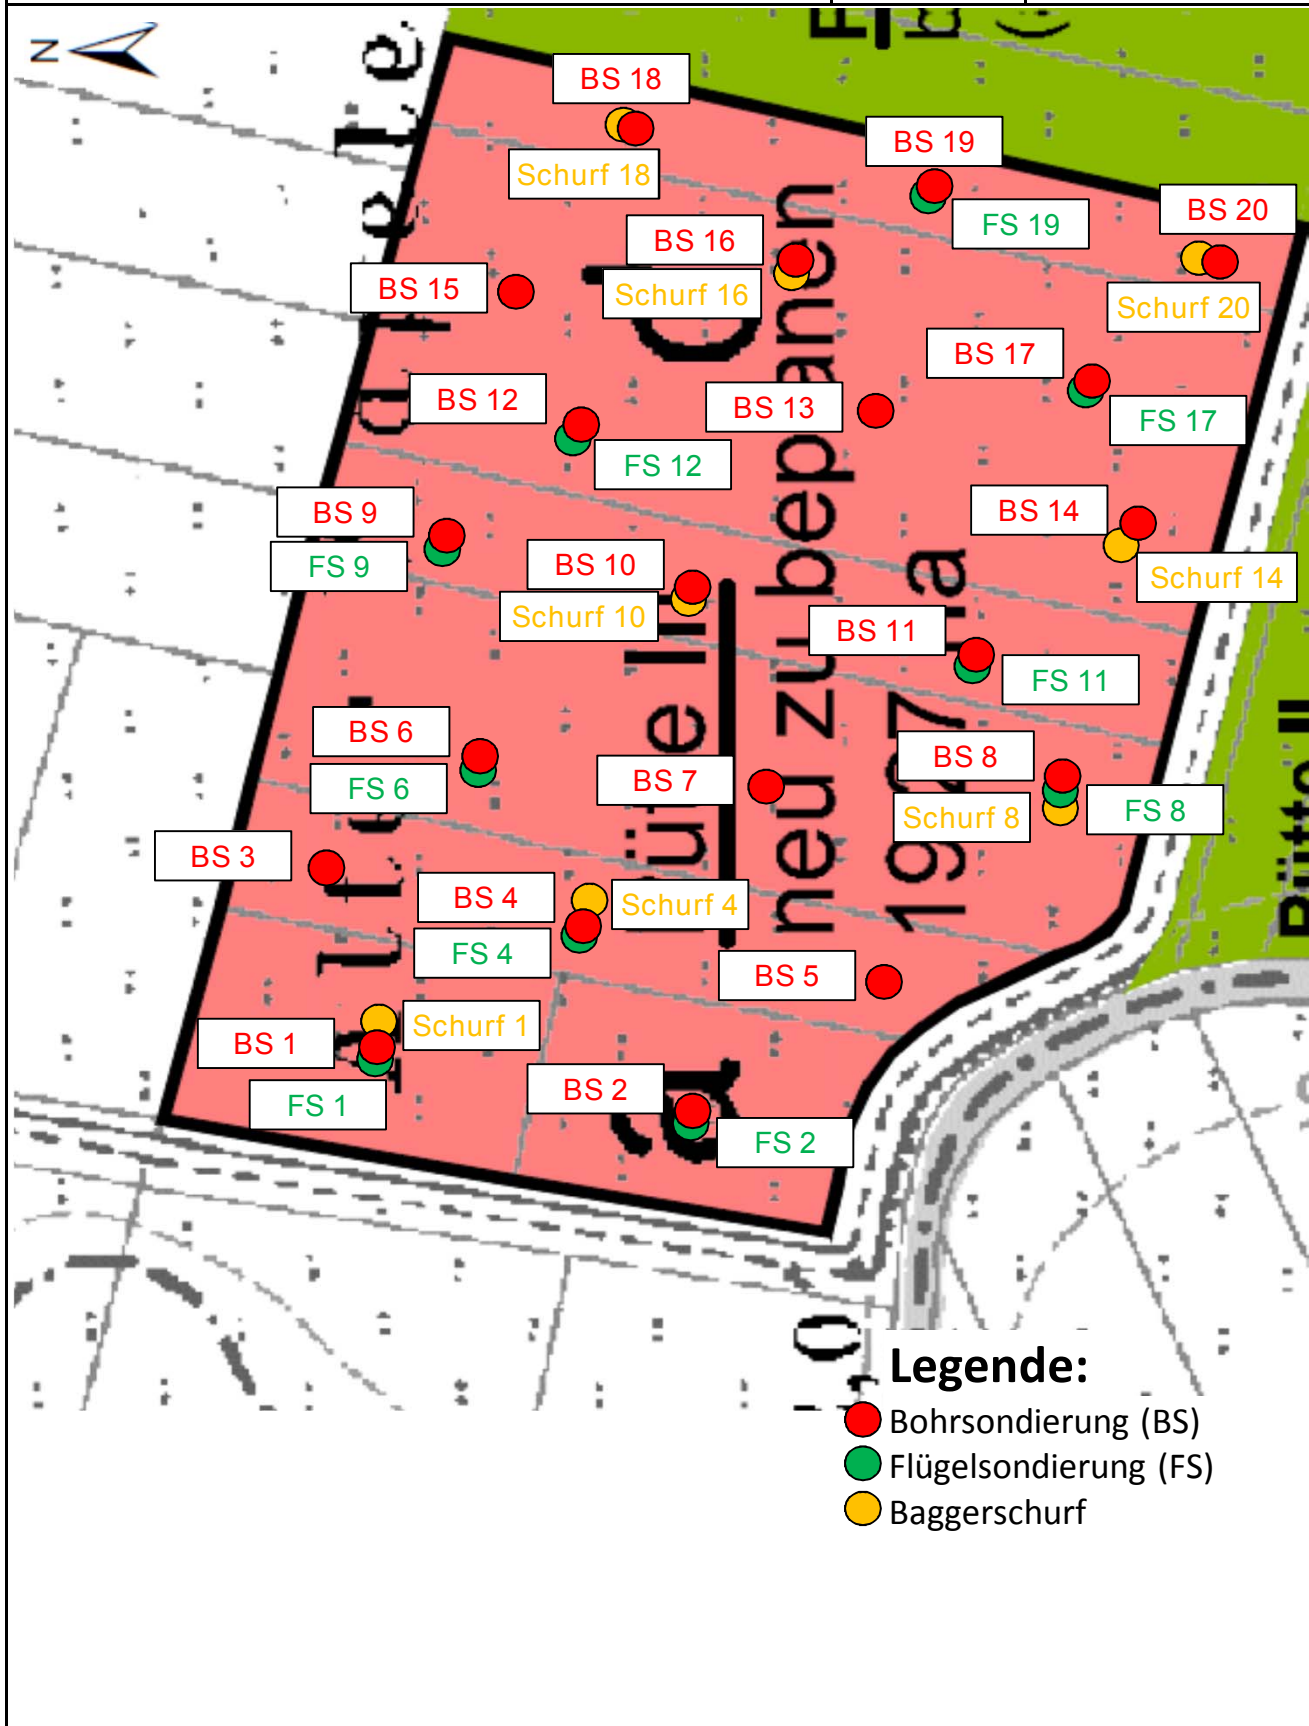 N
BS 18
Schurf 18
BS 19
FS 19
BS 20
Schurf 20
BS 16
Schurf 16
BS 15
BS 17
FS 17
BS 12
FS 12
BS 13
BS 14
Schurf 14
BS 9
FS 9
BS 10
Schurf 10
BS 11
FS 11
BS 6
FS 6
BS 7
BS 8
Schurf 8
FS 8
BS 3
BS 4
Schurf 4
FS 4
BS 5
BS 1
Schurf 1
FS 1
BS 2
FS 2
neu zu beplanen
Legende:
Bohrsondierung (BS)
Flügelsondierung (FS)
Baggerschurf